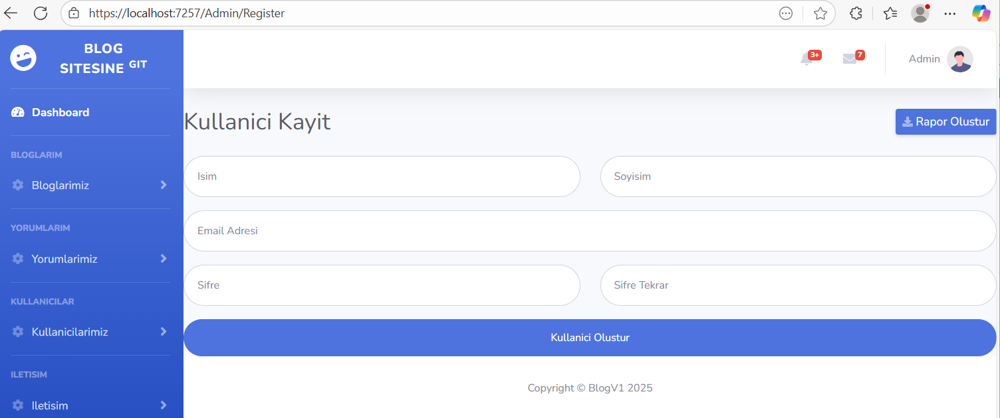 https://localhost:7257/Admin/Register
BLOG
SITESINE GIT
3+
7
Admin
Dashboard
Kullanici Kayit
Rapor Olustur
BLOGLARIM
Bloglarimiz
Isim
Soyisim
YORUMLARIM
Email Adresi
Yorumlarimiz
Sifre
Sifre Tekrar
KULLANICILAR
Kullanicilarimiz
Kullanici Olustur
ILETISIM
Iletisim
Copyright © BlogV1 2025